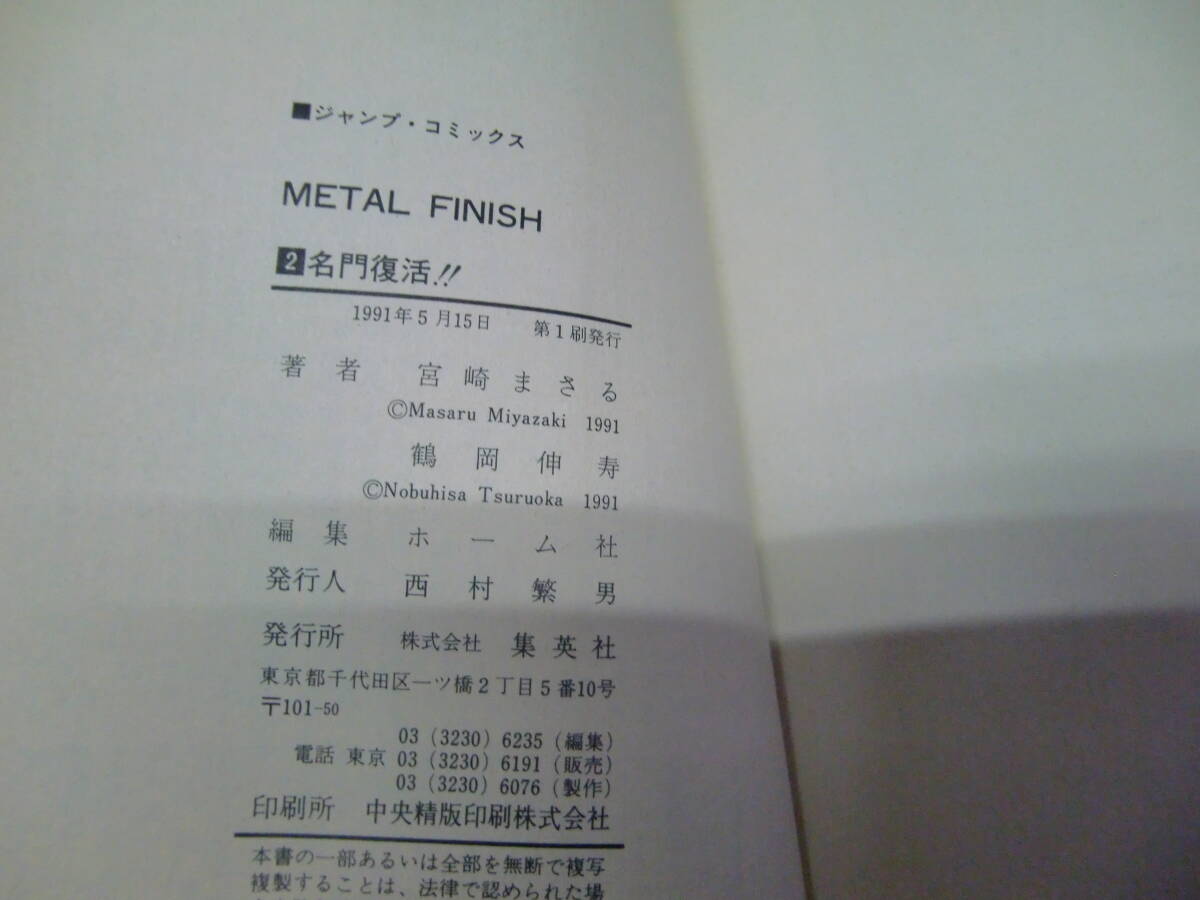 ■ジャンプ・コミックス
METAL FINISH
2名門復活!!
1991年5月15日 第1刷発行
著者 宮崎まさる
©Masaru Miyazaki 1991
鶴岡伸寿
©Nobuhisa Tsuruoka 1991
編集 ホーム社
発行人 西村繁男
発行所 株式会社 集英社
東京都千代田区一ツ橋2丁目5番10号
〒101-50
03 (3230) 6235 (編集)
電話 東京 03 (3230) 6191 (販売)
03 (3230) 6076 (製作)
印刷所 中央精版印刷株式会社
本書の一部あるいは全部を無断で複写
複製することは、法律で認められた場